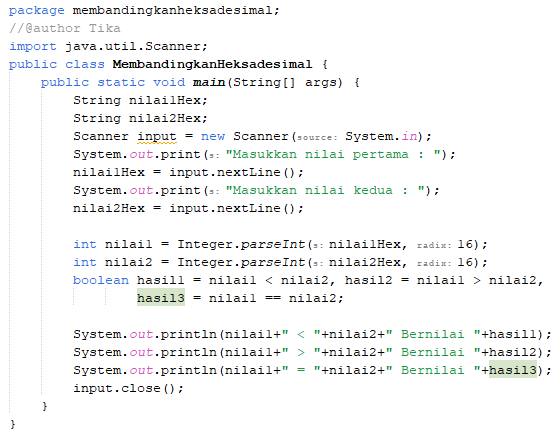 package membandingkanheksadesimal;
//@author Tika
import java.util.Scanner;
public class MembandingkanHeksadesimal {
    public static void main(String[] args) {
        String nilai1Hex;
        String nilai2Hex;
        Scanner input = new Scanner(source: System.in);
        System.out.print(s: "Masukkan nilai pertama : ");
        nilai1Hex = input.nextLine();
        System.out.print(s: "Masukkan nilai kedua : ");
        nilai2Hex = input.nextLine();

        int nilai1 = Integer.parseInt(s: nilai1Hex, radix: 16);
        int nilai2 = Integer.parseInt(s: nilai2Hex, radix: 16);
        boolean hasil1 = nilai1 < nilai2, hasil2 = nilai1 > nilai2,
                hasil3 = nilai1 == nilai2;

        System.out.println(nilai1+" < "+nilai2+" Bernilai "+hasil1);
        System.out.println(nilai1+" > "+nilai2+" Bernilai "+hasil2);
        System.out.println(nilai1+" = "+nilai2+" Bernilai "+hasil3);
        input.close();
    }
}